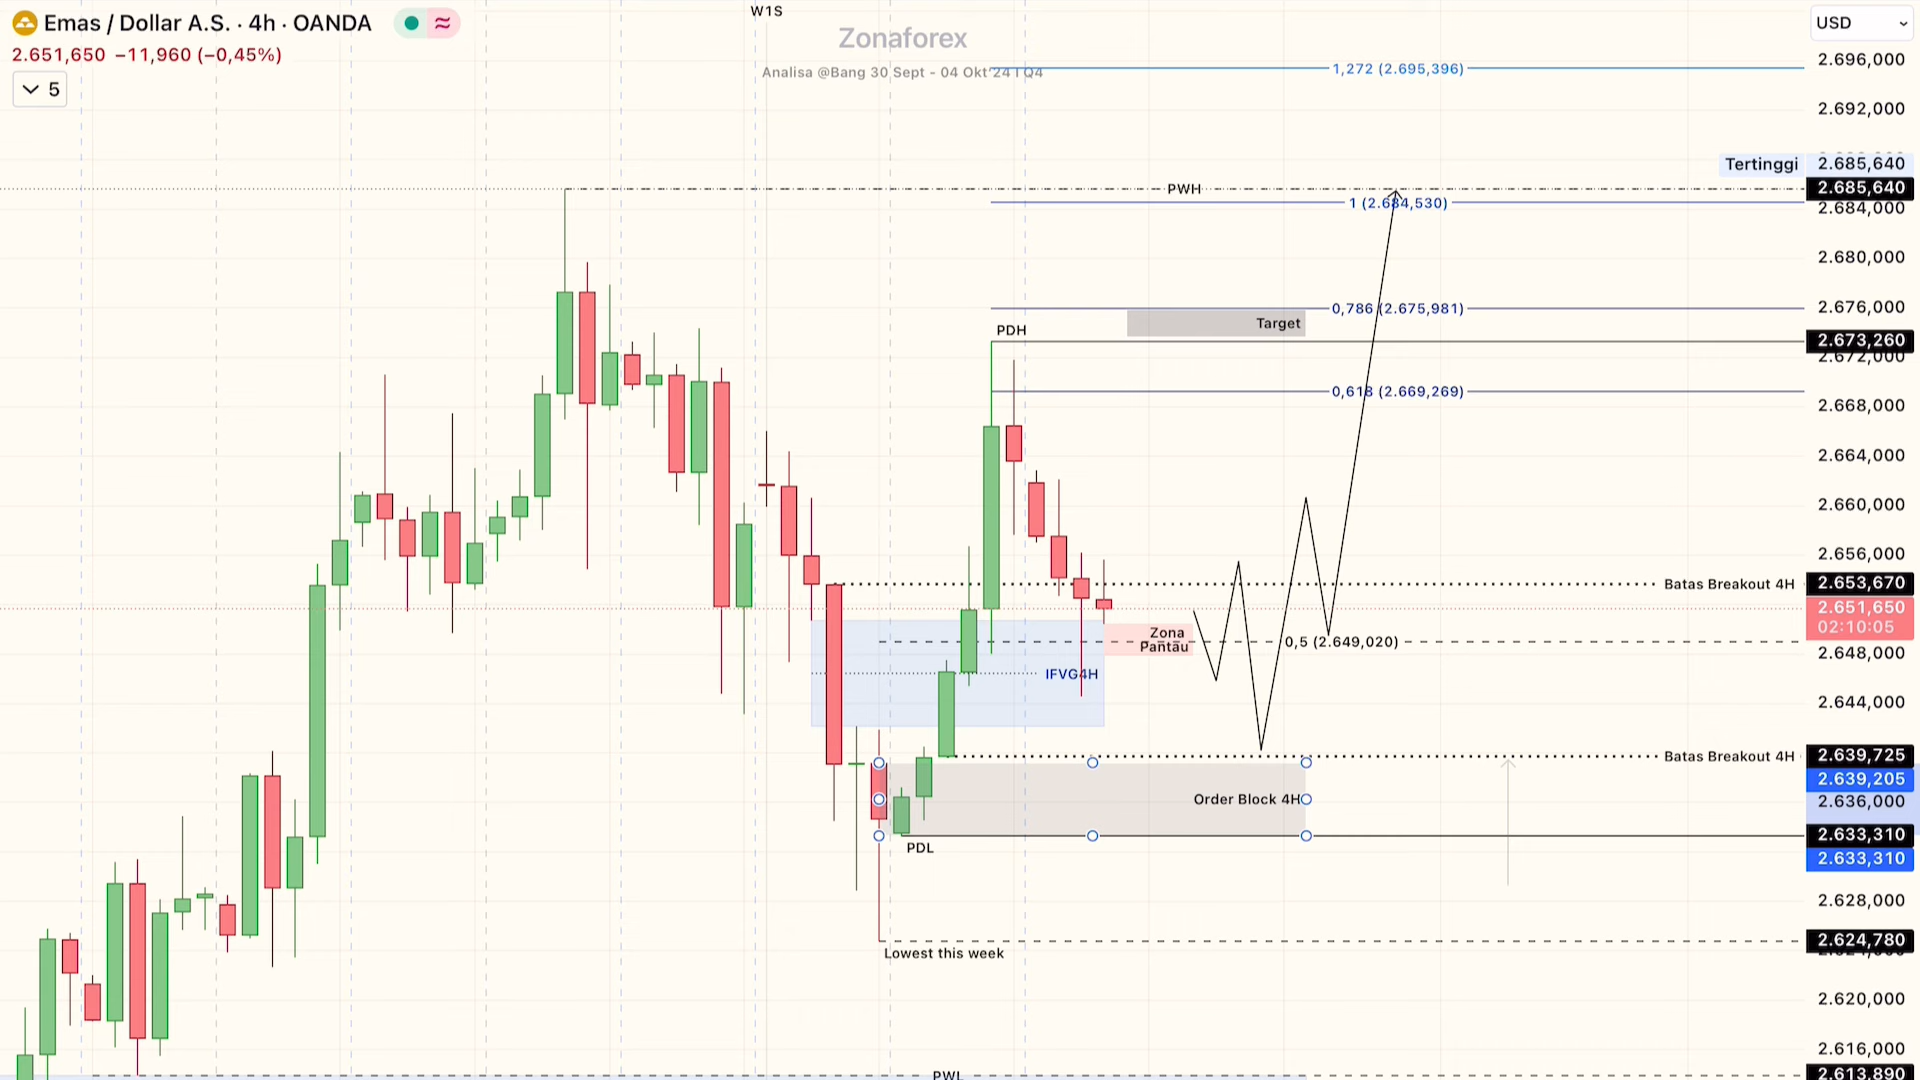 Emas / Dollar A.S. · 4h · OANDA
2.651,650 −11,960 (−0,45%)
5
W1S
Zonaforex
Analisa @Bang 30 Sept - 04 Okt'24 | Q4
USD
1,272 (2.695,396)
2.696,000
2.692,000
Tertinggi 2.685,640
PWH
2.685,640
1 (2.684,530)
2.684,000
2.680,000
0,786 (2.675,981)
2.676,000
Target
PDH
2.673,260
2.672,000
0,618 (2.669,269)
2.668,000
2.664,000
2.660,000
2.656,000
Batas Breakout 4H
2.653,670
2.651,650
02:10:05
Zona
Pantau
0,5 (2.649,020)
2.648,000
IFVG4H
2.644,000
Batas Breakout 4H
2.639,725
2.639,205
Order Block 4H
2.636,000
2.633,310
PDL
2.633,310
2.628,000
2.624,780
Lowest this week
2.620,000
2.616,000
PWL
2.613,890